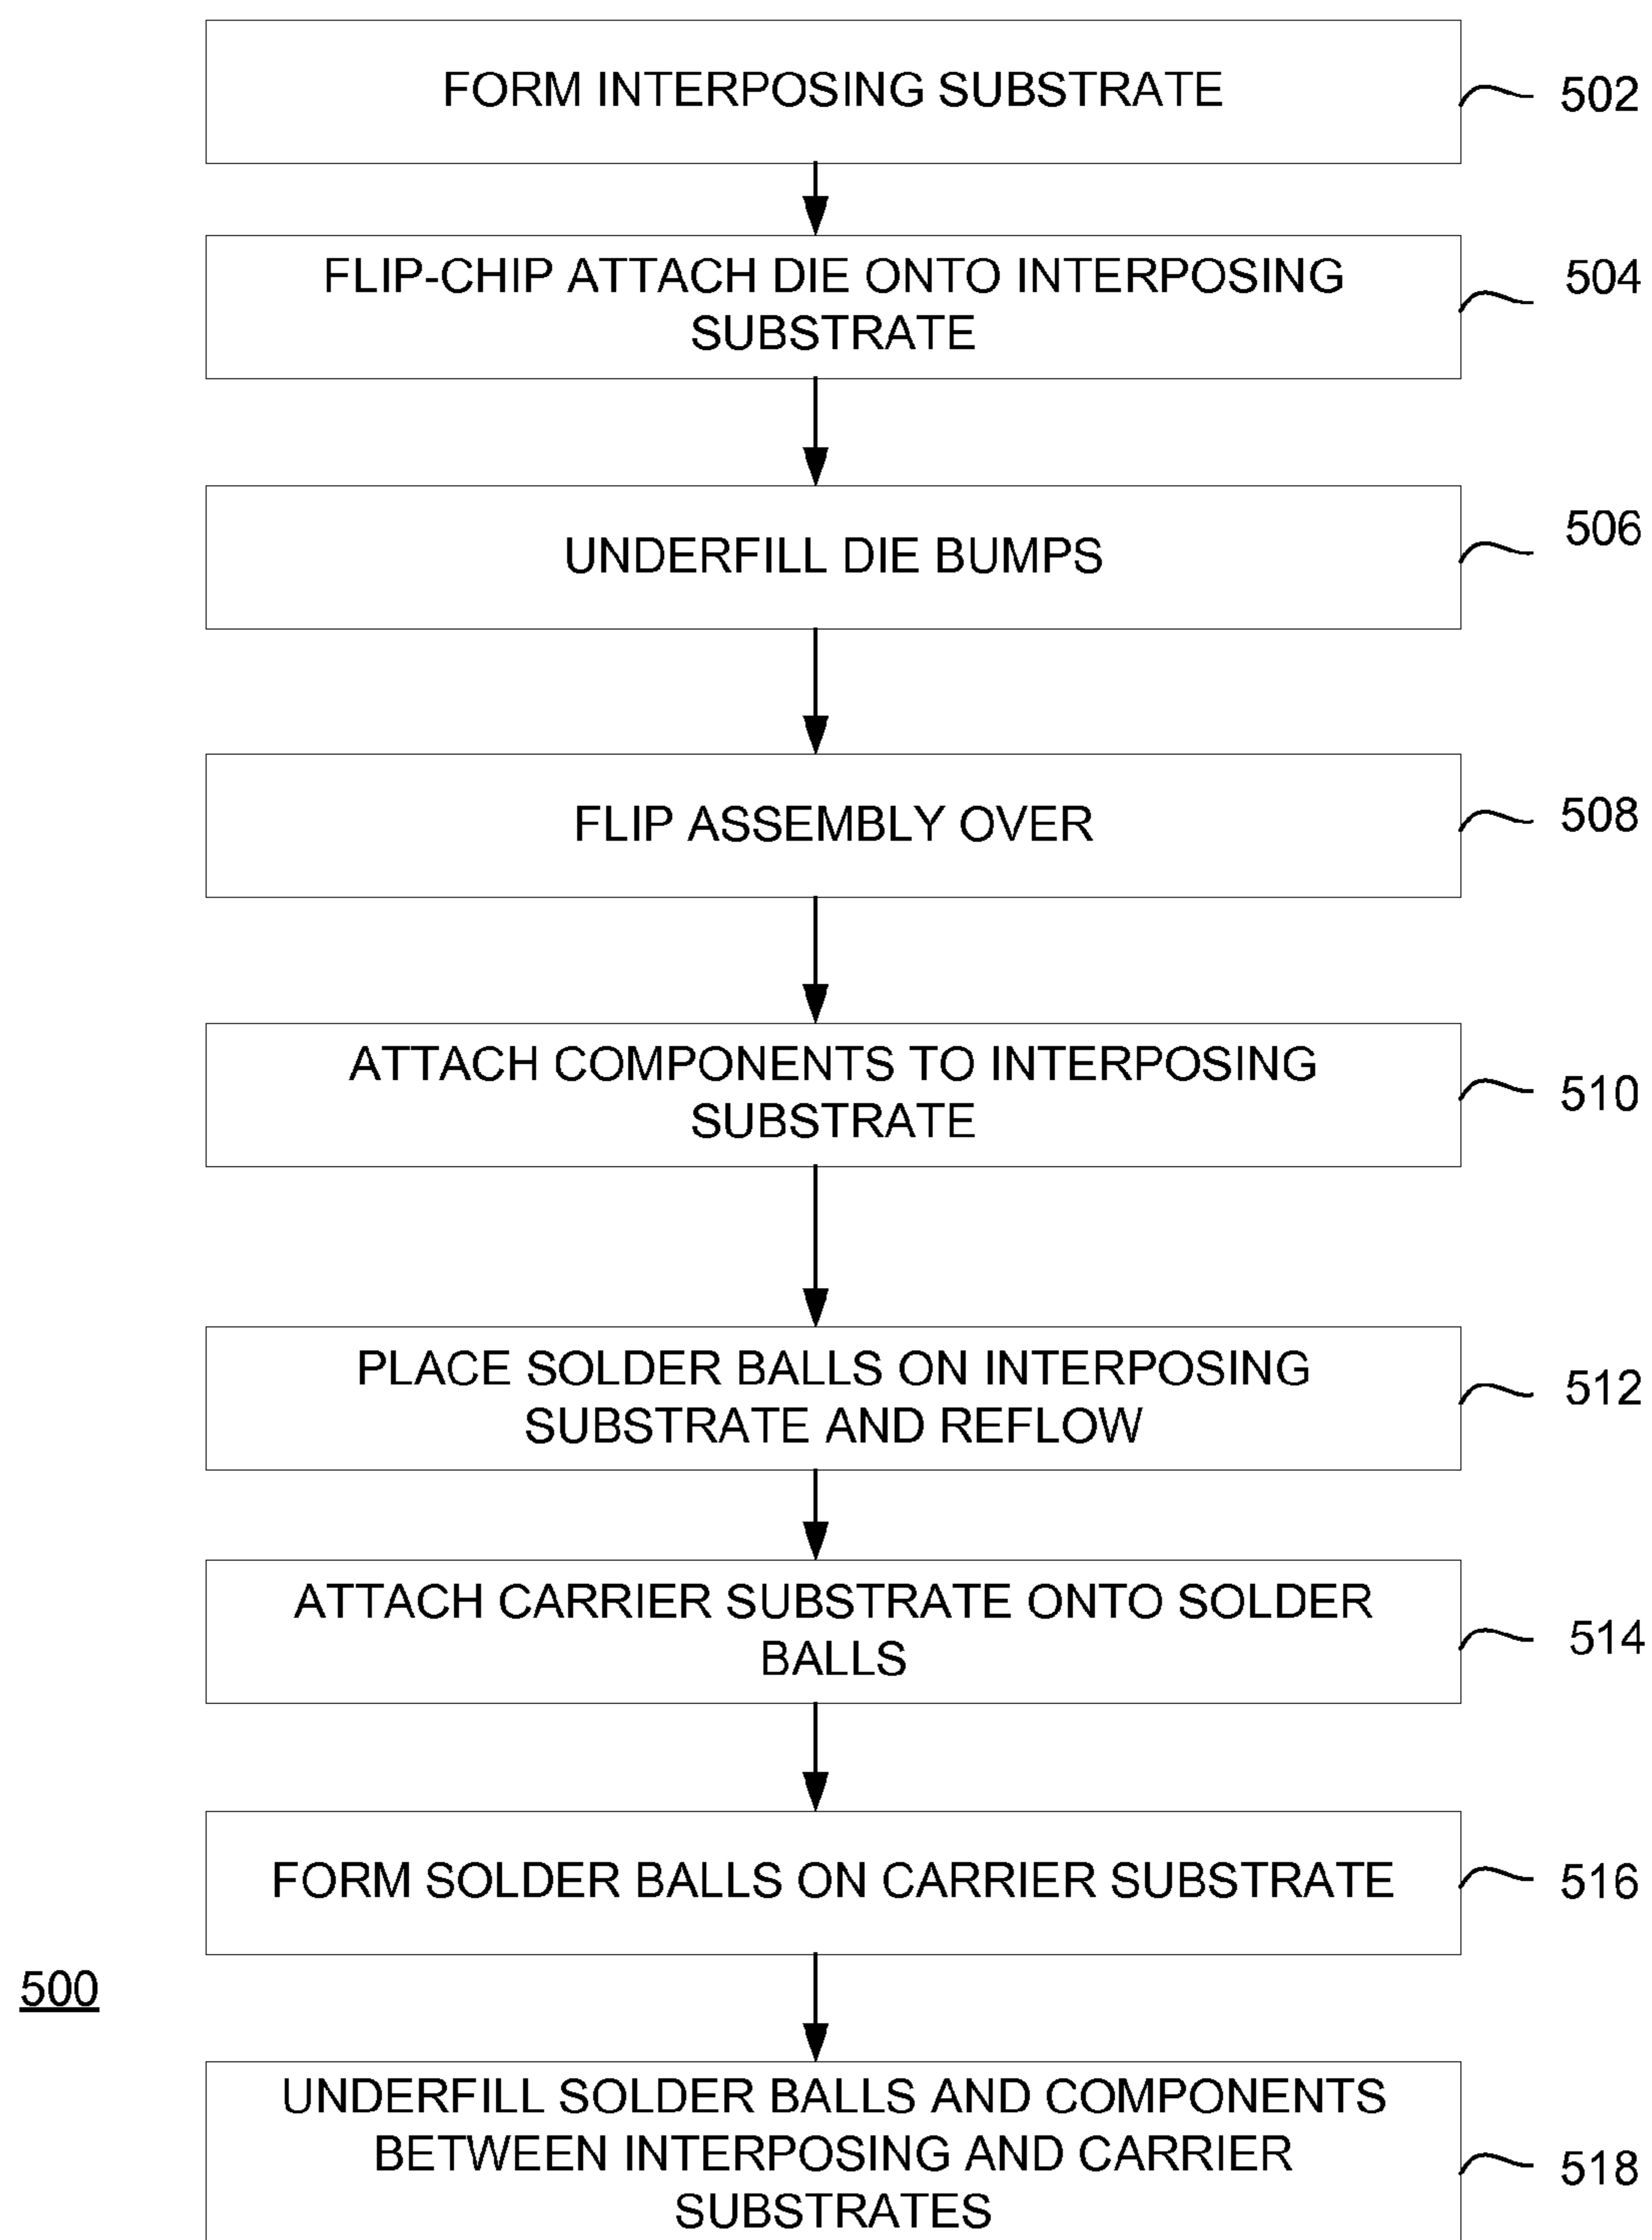 FORM INTERPOSING SUBSTRATE
502
FLIP-CHIP ATTACH DIE ONTO INTERPOSING
SUBSTRATE
504
UNDERFILL DIE BUMPS
506
FLIP ASSEMBLY OVER
508
ATTACH COMPONENTS TO INTERPOSING
SUBSTRATE
510
PLACE SOLDER BALLS ON INTERPOSING
SUBSTRATE AND REFLOW
512
ATTACH CARRIER SUBSTRATE ONTO SOLDER
BALLS
514
FORM SOLDER BALLS ON CARRIER SUBSTRATE
516
500
UNDERFILL SOLDER BALLS AND COMPONENTS
BETWEEN INTERPOSING AND CARRIER
SUBSTRATES
518